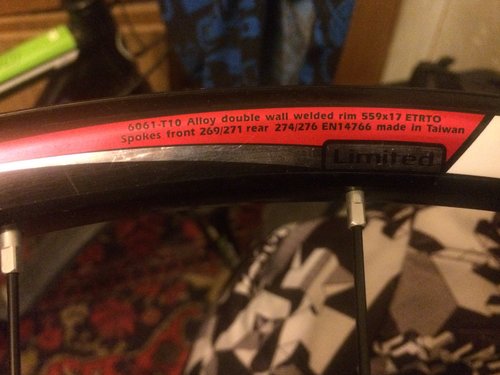 6061-T10 Alloy double wall welded rim 559x17 ETRTO
Spokes front 269/271 rear 274/276 EN14766 made in Taiwan
Limited